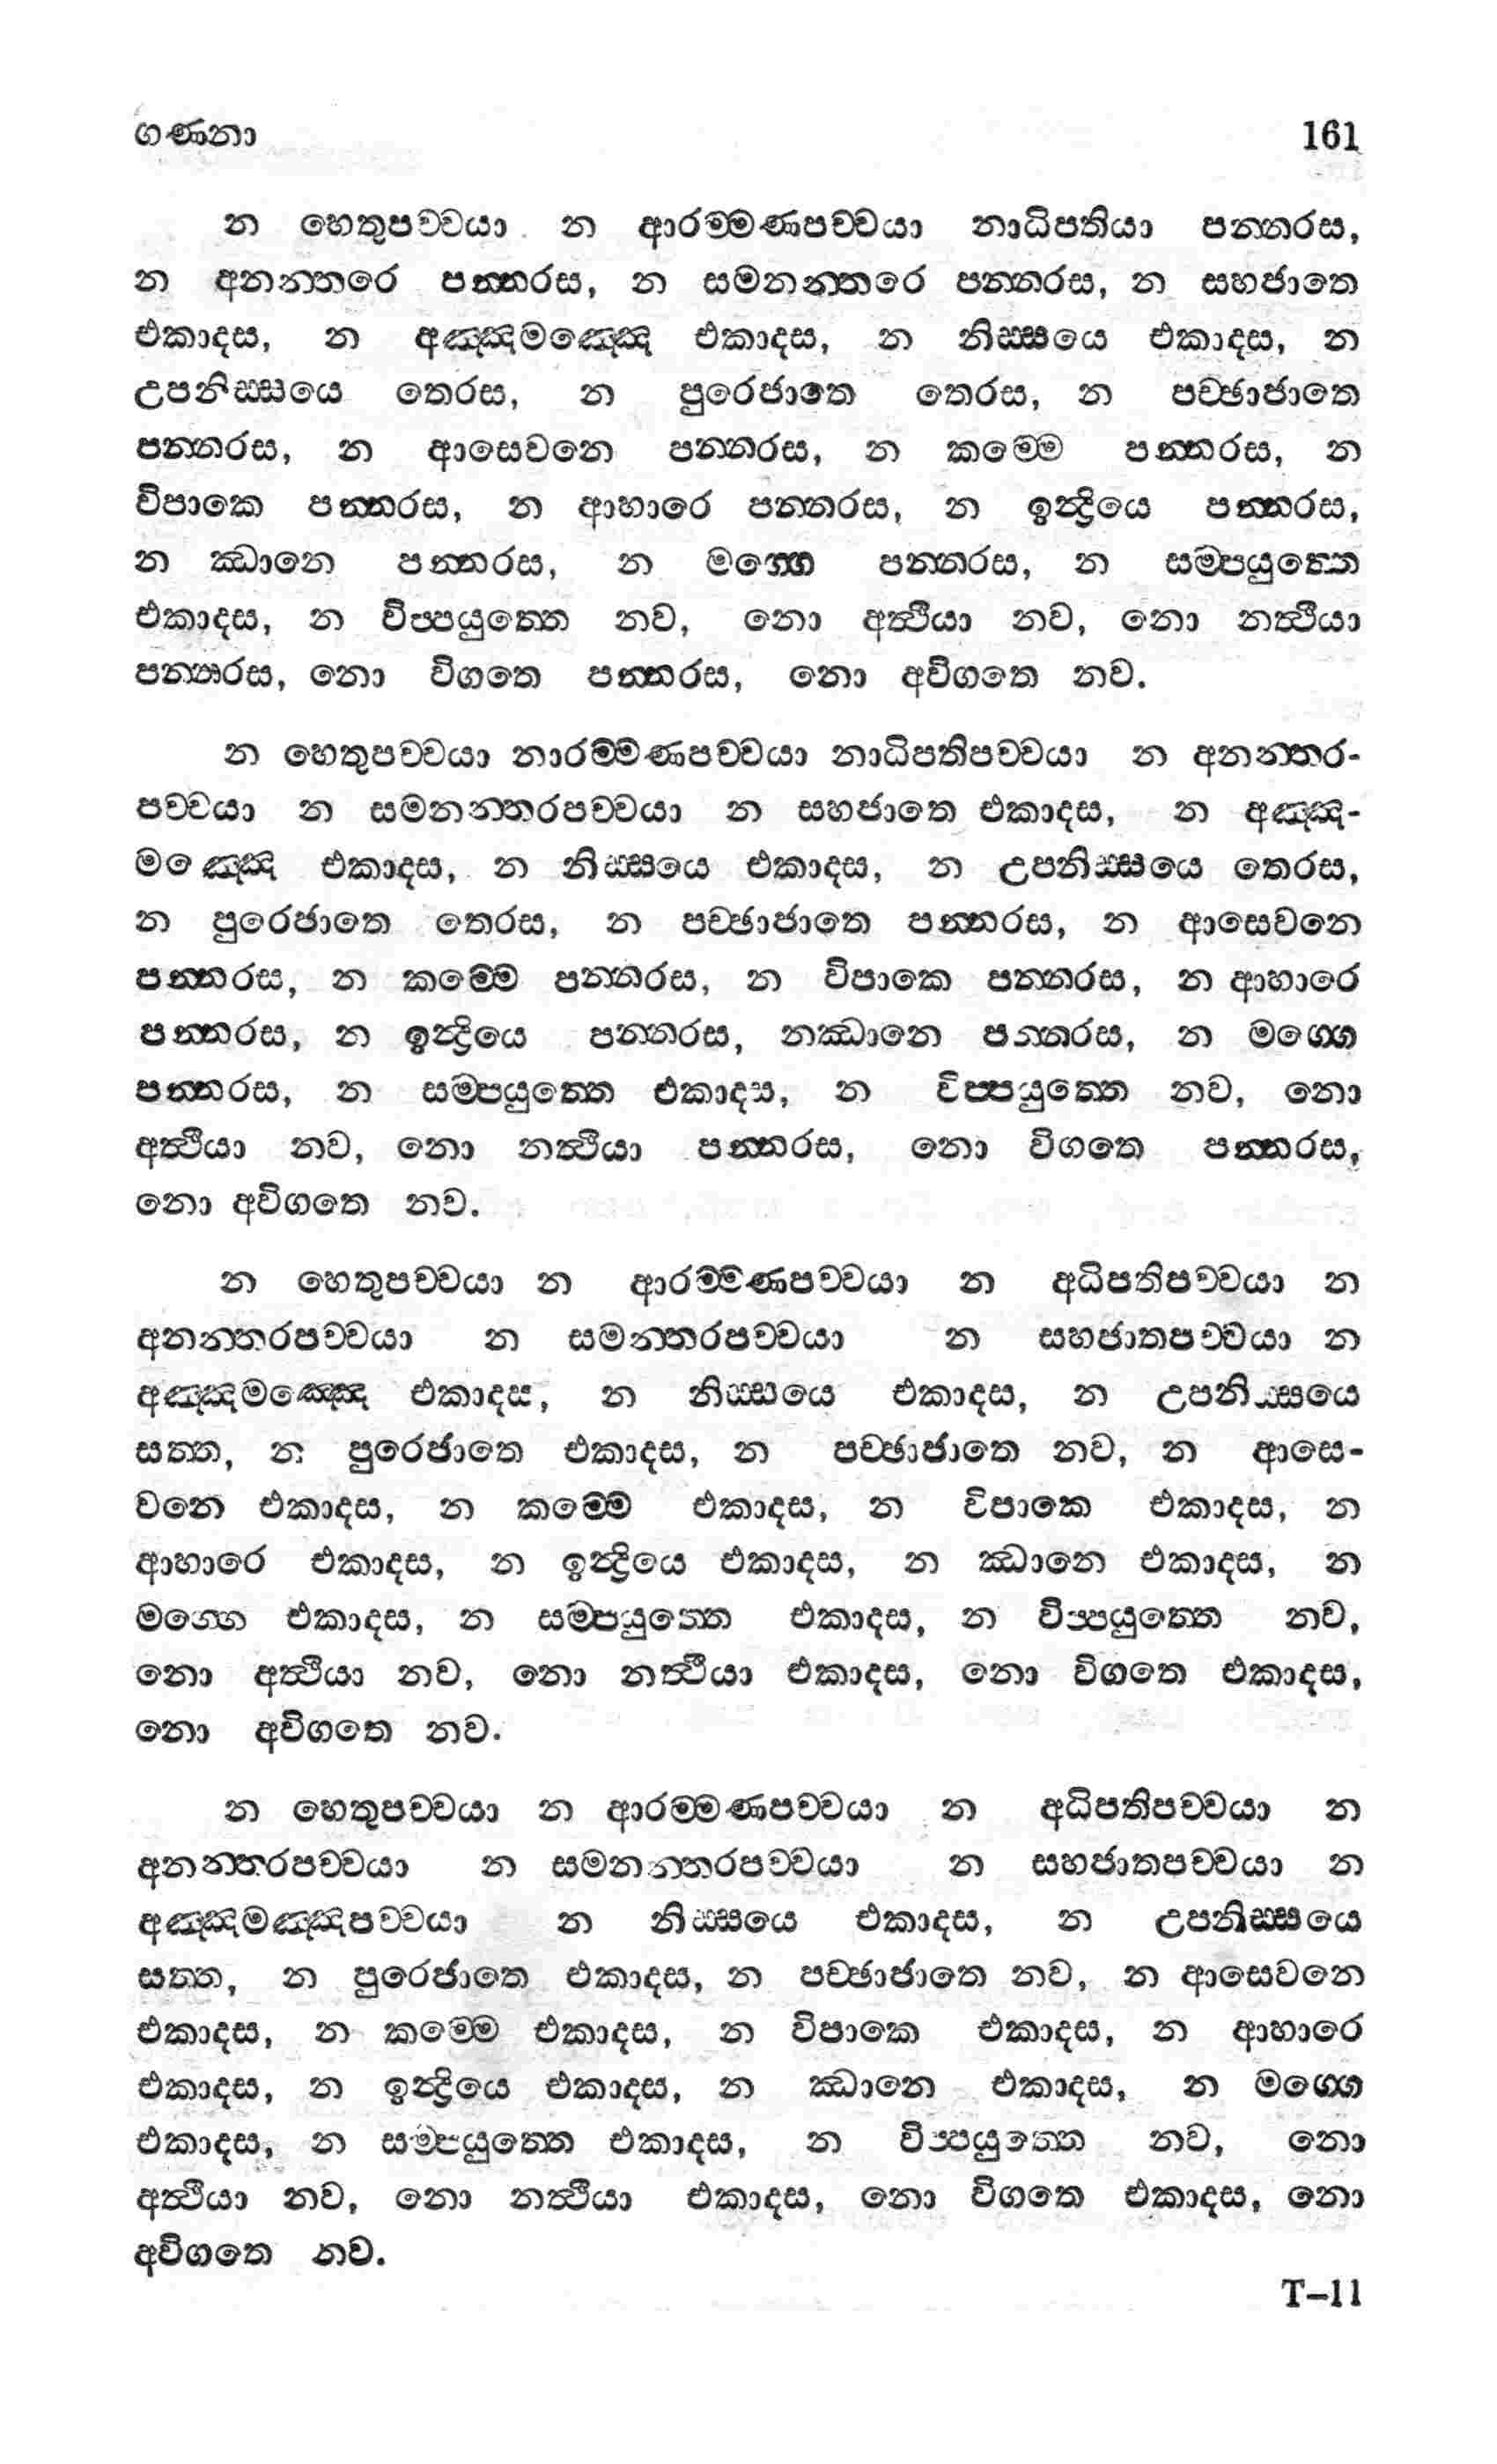 ගණනා 161
න හෙතුපච්චයා න ආරම්මණපච්චයා නාධිපතියා පන්නරස,
න අනන්තරෙ පන්නරස, න සමනන්තරෙ පන්නරස, න සහජාතෙ
එකාදස, න අඤ්ඤමඤ්ඤෙ එකාදස, න නිස්සයෙ එකාදස, න
උපනිස්සයෙ තෙරස, න පුරෙජාතෙ තෙරස, න පච්ඡාජාතෙ
පන්නරස, න ආසෙවනෙ පන්නරස, න කම්මෙ පන්නරස, න
විපාකෙ පන්නරස, න ආහාරෙ පන්නරස, න ඉන්ද්‍රියෙ පන්නරස,
න ඣානෙ පන්නරස, න මග්ගෙ පන්නරස, න සම්පයුත්තෙ
එකාදස, න විප්පයුත්තෙ නව, නො අත්ථියා නව, නො නත්ථියා
පන්නරස, නො විගතෙ පන්නරස, නො අවිගතෙ නව.
න හෙතුපච්චයා නාරම්මණපච්චයා නාධිපතිපච්චයා න අනන්තර-
පච්චයා න සමනන්තරපච්චයා න සහජාතෙ එකාදස, න අඤ්ඤ-
මඤ්ඤෙ එකාදස, න නිස්සයෙ එකාදස, න උපනිස්සයෙ තෙරස,
න පුරෙජාතෙ තෙරස, න පච්ඡාජාතෙ පන්නරස, න ආසෙවනෙ
පන්නරස, න කම්මෙ පන්නරස, න විපාකෙ පන්නරස, න ආහාරෙ
පන්නරස, න ඉන්ද්‍රියෙ පන්නරස, නඣානෙ පන්නරස, න මග්ගෙ
පන්නරස, න සම්පයුත්තෙ එකාදස, න විප්පයුත්තෙ නව, නො
අත්ථියා නව, නො නත්ථියා පන්නරස, නො විගතෙ පන්නරස,
නො අවිගතෙ නව.
න හෙතුපච්චයා න ආරම්මණපච්චයා න අධිපතිපච්චයා න
අනන්තරපච්චයා න සමන්තරපච්චයා න සහජාතපච්චයා න
අඤ්ඤමඤ්ඤෙ එකාදස, න නිස්සයෙ එකාදස, න උපනිස්සයෙ
සත්ත, න පුරෙජාතෙ එකාදස, න පච්ඡාජාතෙ නව, න ආසෙ-
වනෙ එකාදස, න කම්මෙ එකාදස, න විපාකෙ එකාදස, න
ආහාරෙ එකාදස, න ඉන්ද්‍රියෙ එකාදස, න ඣානෙ එකාදස, න
මග්ගෙ එකාදස, න සම්පයුත්තෙ එකාදස, න විප්පයුත්තෙ නව,
නො අත්ථියා නව, නො නත්ථියා එකාදස, නො විගතෙ එකාදස,
නො අවිගතෙ නව.
න හෙතුපච්චයා න ආරම්මණපච්චයා න අධිපතිපච්චයා න
අනන්තරපච්චයා න සමනන්තරපච්චයා න සහජාතපච්චයා න
අඤ්ඤමඤ්ඤපච්චයා න නිස්සයෙ එකාදස, න උපනිස්සයෙ
සත්ත, න පුරෙජාතෙ එකාදස, න පච්ඡාජාතෙ නව, න ආසෙවනෙ
එකාදස, න කම්මෙ එකාදස, න විපාකෙ එකාදස, න ආහාරෙ
එකාදස, න ඉන්ද්‍රියෙ එකාදස, න ඣානෙ එකාදස, න මග්ගෙ
එකාදස, න සම්පයුත්තෙ එකාදස, න විප්පයුත්තෙ නව, නො
අත්ථියා නව, නො නත්ථියා එකාදස, නො විගතෙ එකාදස, නො
අවිගතෙ නව.
T–11